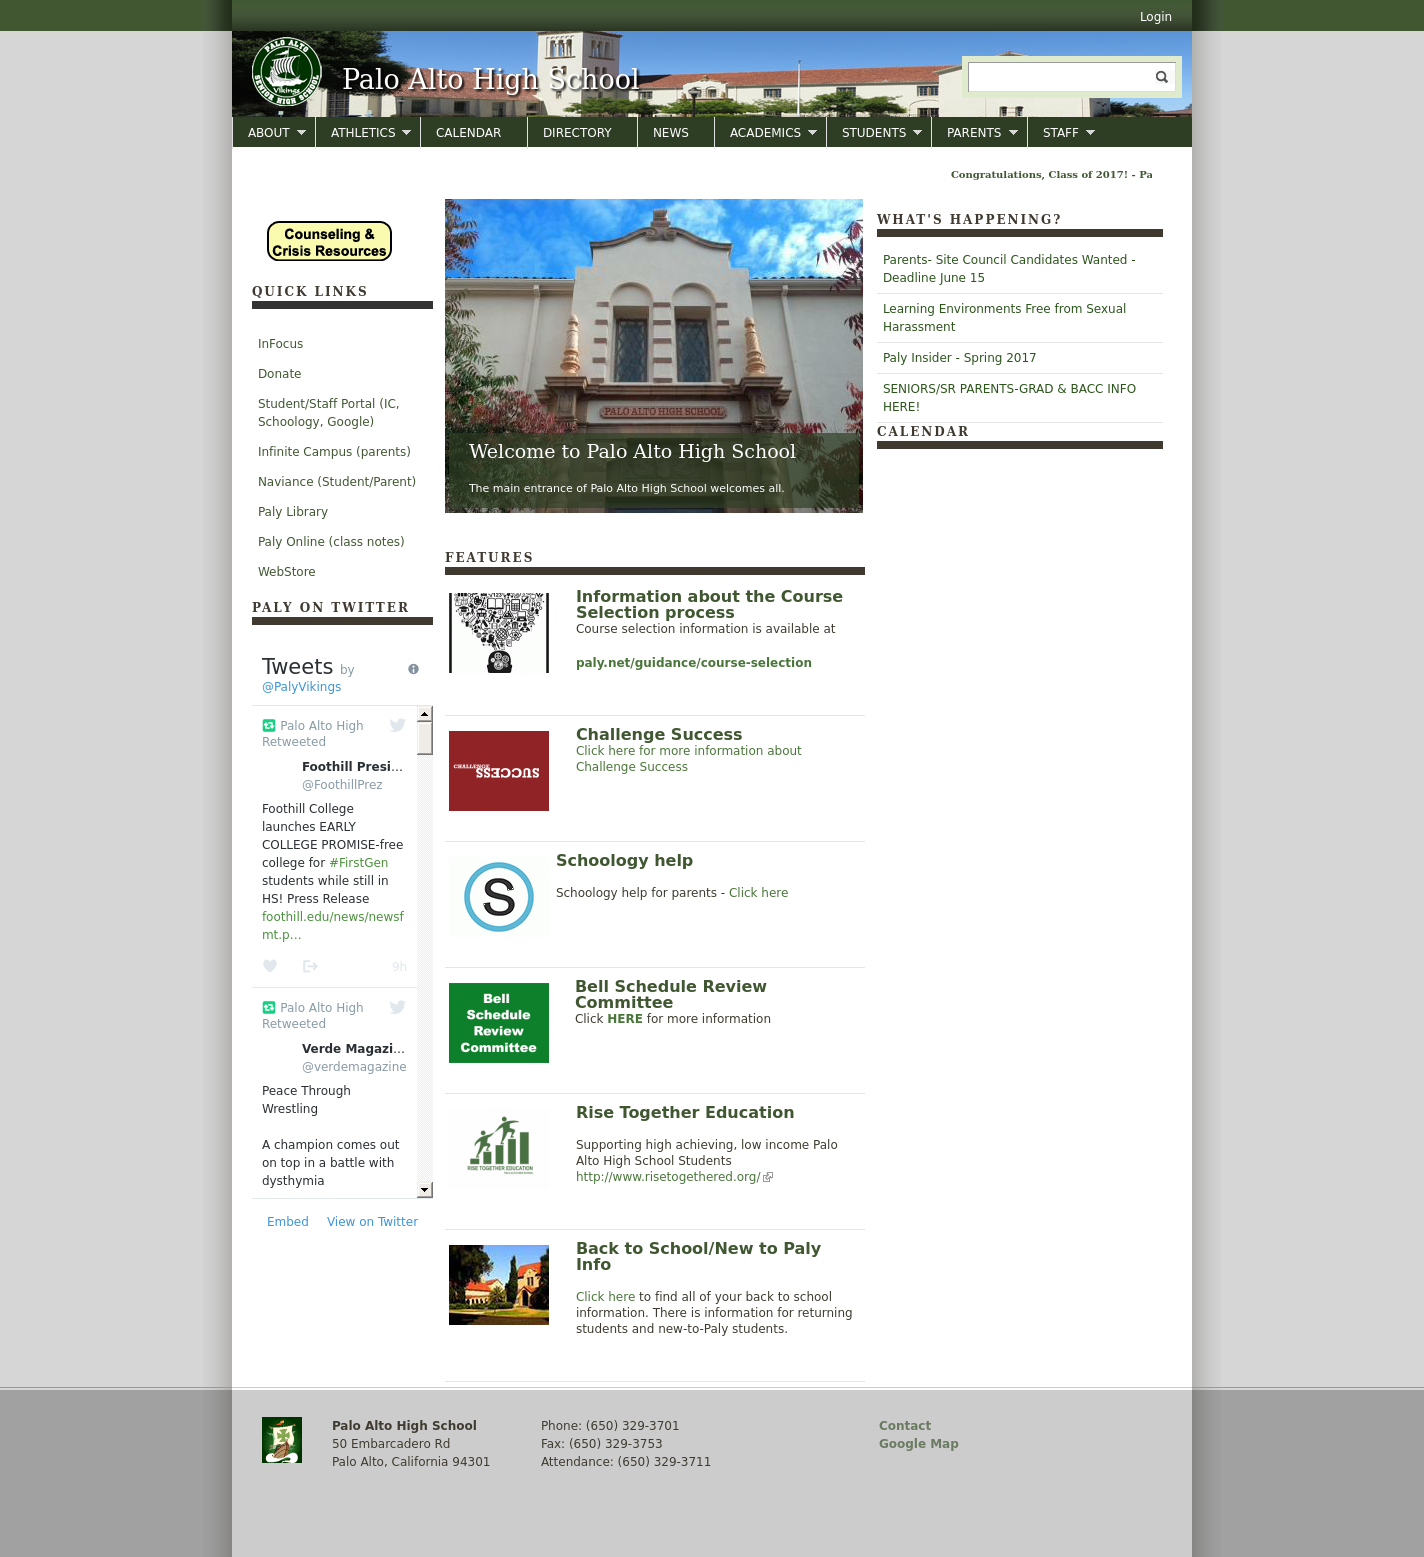 Login
PALO ALTO
Vikings
SENIOR HIGH SCHOOL
Palo Alto High School
ABOUT
ATHLETICS
CALENDAR
DIRECTORY
NEWS
ACADEMICS
STUDENTS
PARENTS
STAFF
Congratulations, Class of 2017! - Pa
Counseling &
Crisis Resources
QUICK LINKS
InFocus
Donate
Student/Staff Portal (IC,
Schoology, Google)
Infinite Campus (parents)
Naviance (Student/Parent)
Paly Library
Paly Online (class notes)
WebStore
PALY ON TWITTER
Tweets by
@PalyVikings
Palo Alto High
Retweeted
Foothill Presi...
@FoothillPrez
Foothill College
launches EARLY
COLLEGE PROMISE-free
college for #FirstGen
students while still in
HS! Press Release
foothill.edu/news/newsf
mt.p...
9h
Palo Alto High
Retweeted
Verde Magazi...
@verdemagazine
Peace Through
Wrestling
A champion comes out
on top in a battle with
dysthymia
Embed
View on Twitter
PALO ALTO HIGH SCHOOL
Welcome to Palo Alto High School
The main entrance of Palo Alto High School welcomes all.
FEATURES
Information about the Course
Selection process
Course selection information is available at
paly.net/guidance/course-selection
CHALLENGE
SUCCESS
Challenge Success
Click here for more information about
Challenge Success
S
Schoology help
Schoology help for parents - Click here
Bell
Schedule
Review
Committee
Bell Schedule Review
Committee
Click HERE for more information
RISE TOGETHER EDUCATION
Rise Together Education
Supporting high achieving, low income Palo
Alto High School Students
http://www.risetogethered.org/
Back to School/New to Paly
Info
Click here to find all of your back to school
information. There is information for returning
students and new-to-Paly students.
WHAT'S HAPPENING?
Parents- Site Council Candidates Wanted -
Deadline June 15
Learning Environments Free from Sexual
Harassment
Paly Insider - Spring 2017
SENIORS/SR PARENTS-GRAD & BACC INFO
HERE!
CALENDAR
Palo Alto High School
50 Embarcadero Rd
Palo Alto, California 94301
Phone: (650) 329-3701
Fax: (650) 329-3753
Attendance: (650) 329-3711
Contact
Google Map